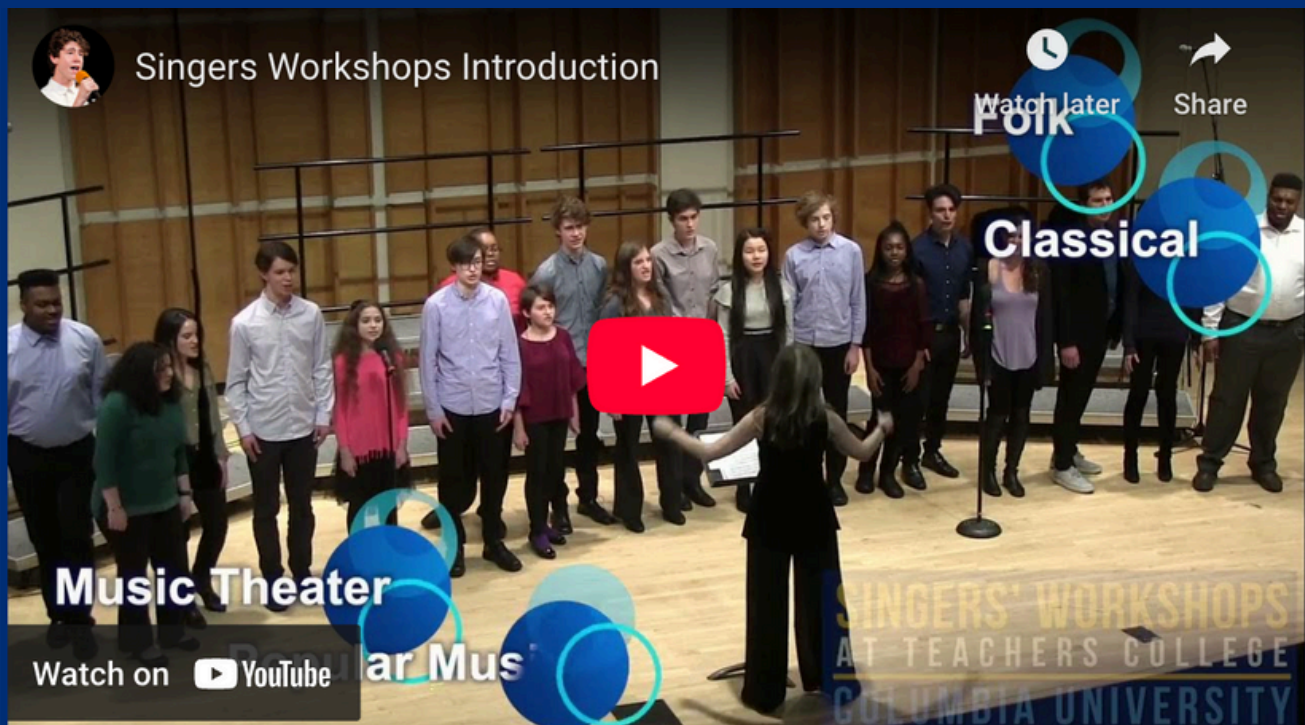 Singers Workshops Introduction
Watch later
Share
Folk
Classical
Music Theater
Popular Mus
Watch on YouTube
SINGERS' WORKSHOPS
AT TEACHERS COLLEGE
COLUMBIA UNIVERSITY